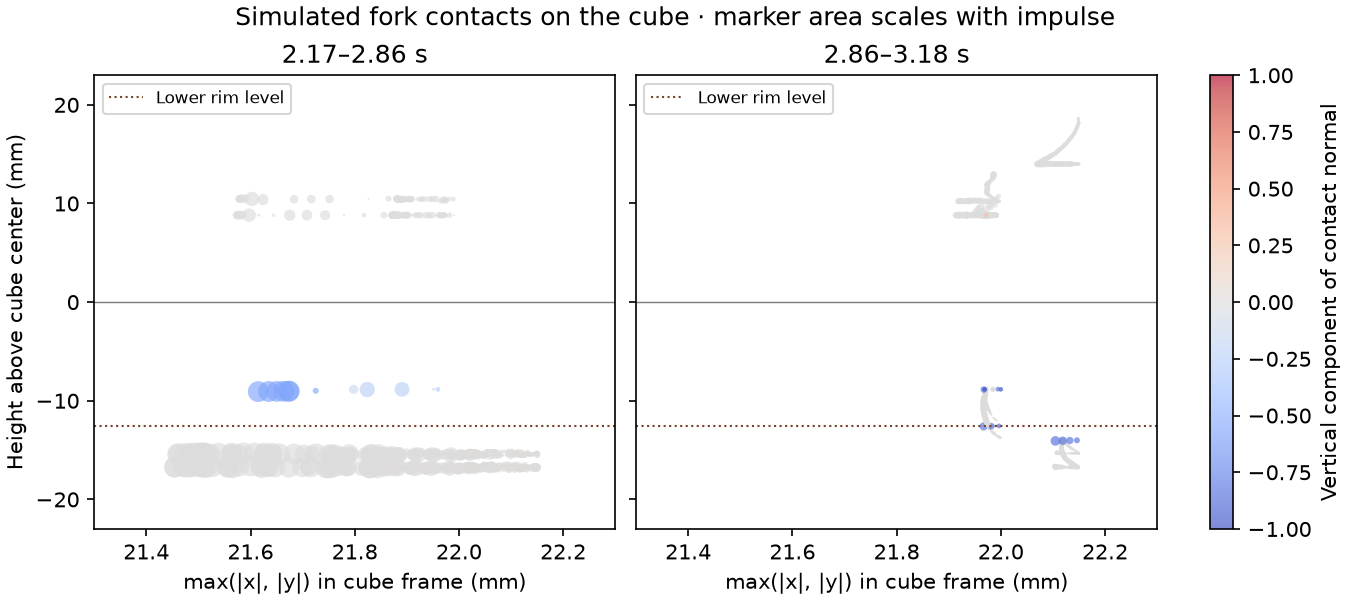 Simulated fork contacts on the cube · marker area scales with impulse
2.17–2.86 s
2.86–3.18 s
Lower rim level
Lower rim level
Height above cube center (mm)
20
10
0
−10
−20
21.4
21.6
21.8
22.0
22.2
max(|x|, |y|) in cube frame (mm)
21.4
21.6
21.8
22.0
22.2
max(|x|, |y|) in cube frame (mm)
1.00
0.75
0.50
0.25
0.00
−0.25
−0.50
−0.75
−1.00
Vertical component of contact normal